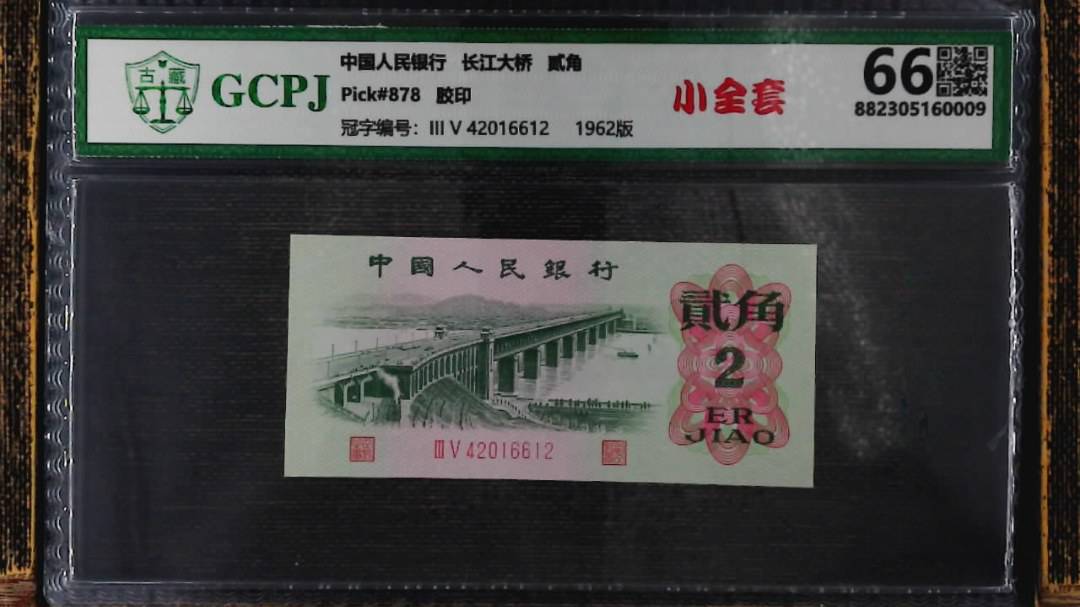 古藏
GCPJ
中国人民银行 长江大桥 贰角
Pick#878 胶印
冠字编号: III V 42016612 1962版
小全套
66
882305160009
中國人民銀行
貳角
2
ER
JIAO
III V 42016612